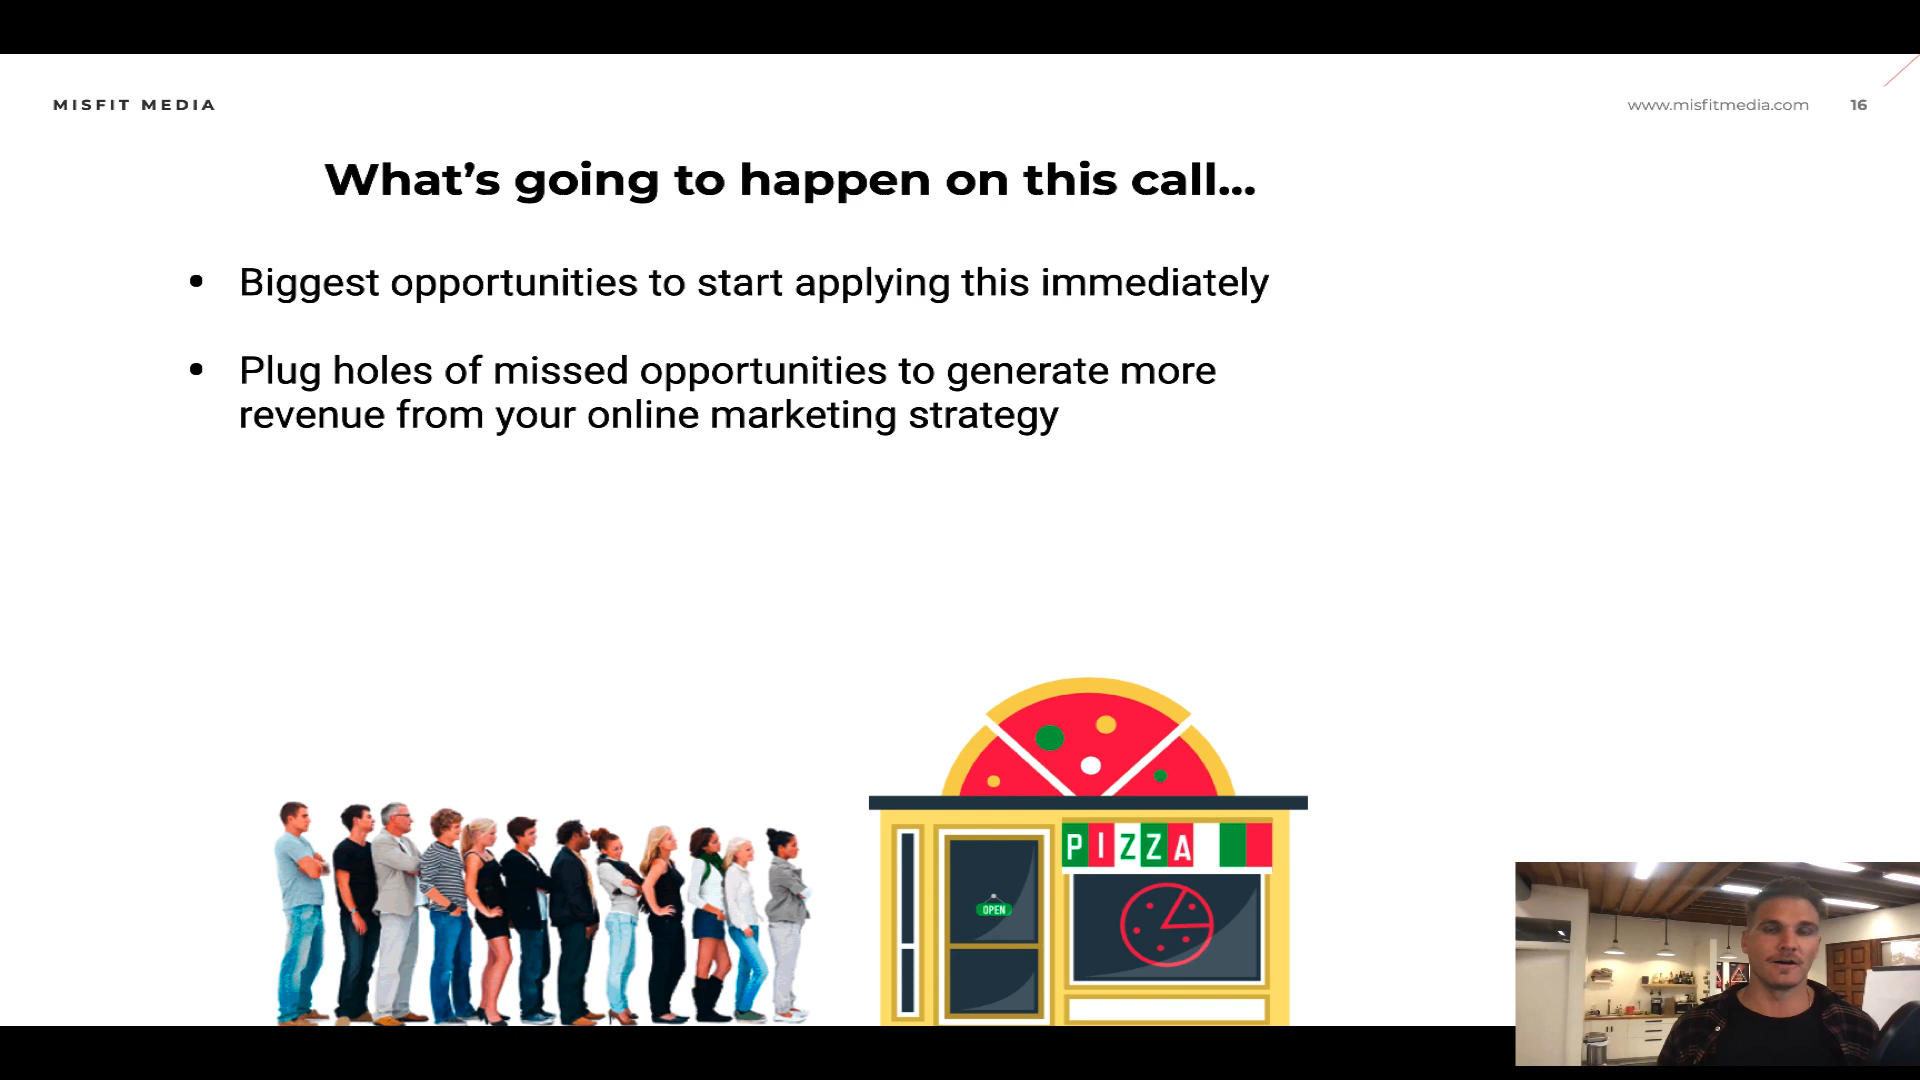 MISFIT MEDIA
www.misfitmedia.com 16
What’s going to happen on this call...
• Biggest opportunities to start applying this immediately
• Plug holes of missed opportunities to generate more
revenue from your online marketing strategy
PIZZA
OPEN